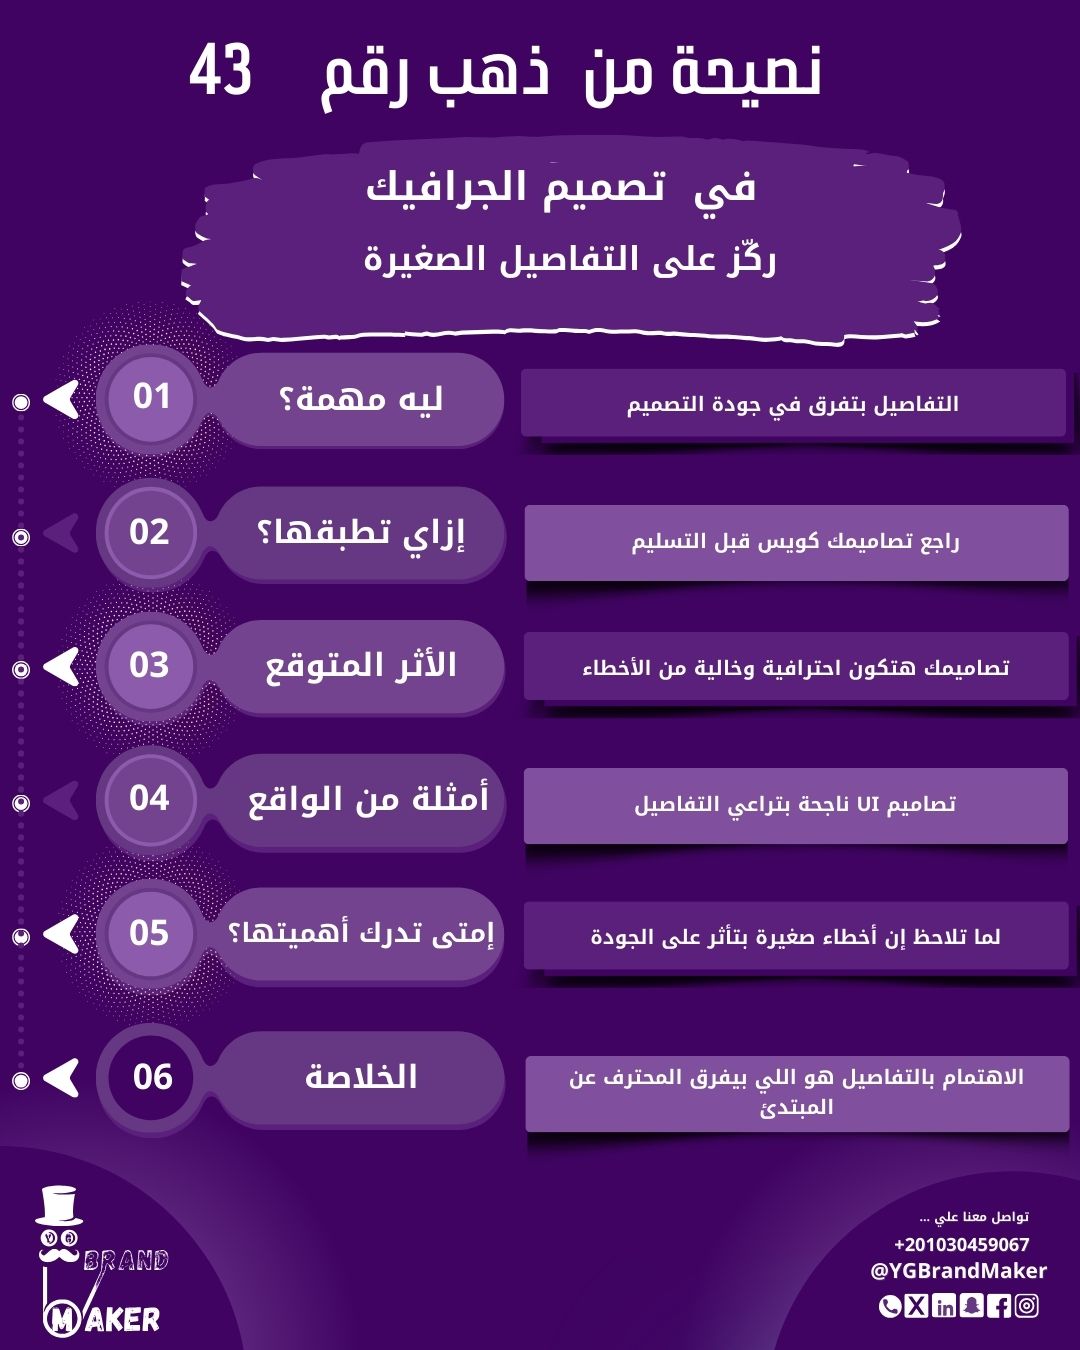 نصيحة من ذهب رقم 43
في تصميم الجرافيك
ركّز على التفاصيل الصغيرة
01
ليه مهمة؟
التفاصيل بتفرق في جودة التصميم
02
إزاي تطبقها؟
راجع تصاميمك كويس قبل التسليم
03
الأثر المتوقع
تصاميمك هتكون احترافية وخالية من الأخطاء
04
أمثلة من الواقع
تصاميم UI ناجحة بتراعي التفاصيل
05
إمتى تدرك أهميتها؟
لما تلاحظ إن أخطاء صغيرة بتأثر على الجودة
06
الخلاصة
الاهتمام بالتفاصيل هو اللي بيفرق المحترف عن
المبتدئ
تواصل معنا علي ...
+201030459067
@YGBrandMaker
YG
BRAND
MAKER